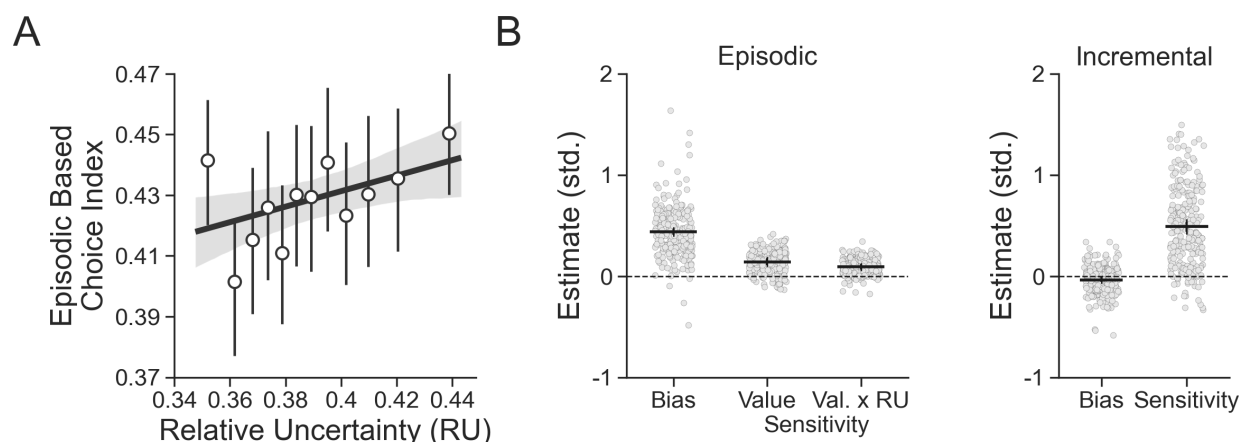 A
Episodic Based
Choice Index
0.47
0.45
0.43
0.41
0.39
0.37
0.34 0.36 0.38 0.4 0.42 0.44
Relative Uncertainty (RU)
B
Episodic
Estimate (std.)
2
1
0
-1
Bias Value Val. x RU
Sensitivity
Incremental
Estimate (std.)
2
1
0
-1
Bias Sensitivity